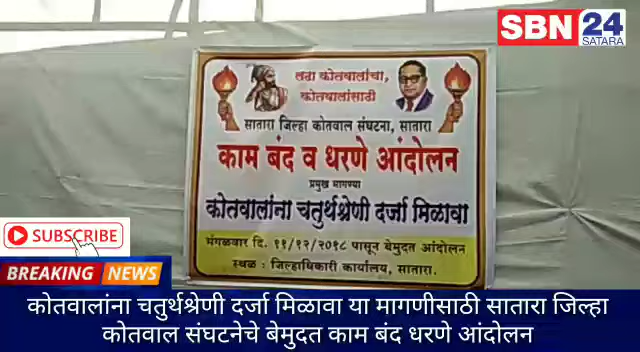 SBN 24
SATARA
लढा कोतवालांचा,
कोतवालांसाठी
सातारा जिल्हा कोतवाल संघटना, सातारा
काम बंद व धरणे आंदोलन
प्रमुख मागण्या
कोतवालांना चतुर्थश्रेणी दर्जा मिळावा
मंगळवार दि. ११/१२/२०१८ पासून बेमुदत आंदोलन
स्थळ : जिल्हाधिकारी कार्यालय, सातारा.
SUBSCRIBE
BREAKING NEWS
कोतवालांना चतुर्थश्रेणी दर्जा मिळावा या मागणीसाठी सातारा जिल्हा
कोतवाल संघटनेचे बेमुदत काम बंद धरणे आंदोलन